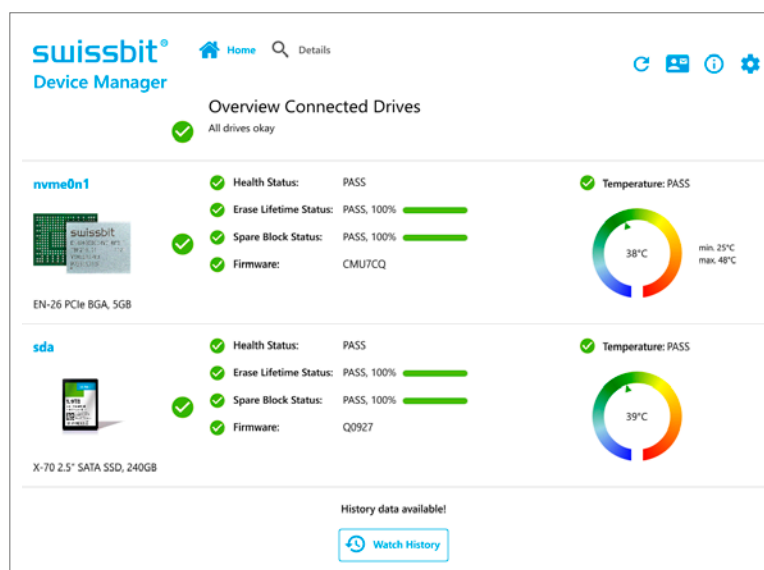 swissbit®
Device Manager
Home
Details
Overview Connected Drives
All drives okay
nvme0n1
swissbit
EN-26 PCIe BGA, 5GB
Health Status: PASS
Erase Lifetime Status: PASS, 100%
Spare Block Status: PASS, 100%
Firmware: CMU7CQ
Temperature: PASS
38°C
min. 25°C
max. 48°C
sda
X-70 2.5" SATA SSD, 240GB
Health Status: PASS
Erase Lifetime Status: PASS, 100%
Spare Block Status: PASS, 100%
Firmware: Q0927
Temperature: PASS
39°C
History data available!
Watch History